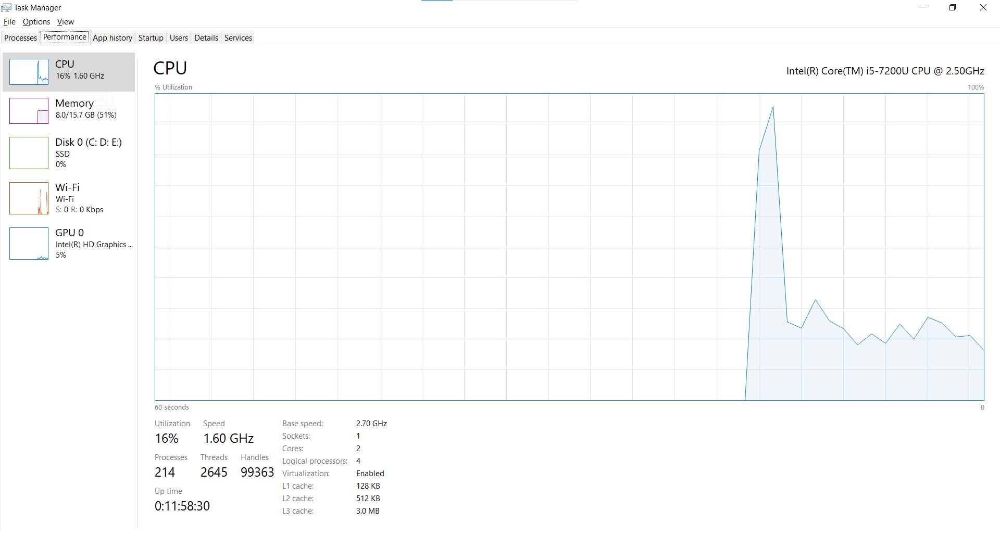 Task Manager
File Options View
Processes Performance App history Startup Users Details Services
CPU
16% 1.60 GHz
Memory
8.0/15.7 GB (51%)
Disk 0 (C: D: E:)
SSD
0%
Wi-Fi
Wi-Fi
S: 0 R: 0 Kbps
GPU 0
Intel(R) HD Graphics ...
5%
CPU
Intel(R) Core(TM) i5-7200U CPU @ 2.50GHz
% Utilization
100%
60 seconds
0
Utilization Speed
16% 1.60 GHz
Processes Threads Handles
214 2645 99363
Up time
0:11:58:30
Base speed: 2.70 GHz
Sockets: 1
Cores: 2
Logical processors: 4
Virtualization: Enabled
L1 cache: 128 KB
L2 cache: 512 KB
L3 cache: 3.0 MB